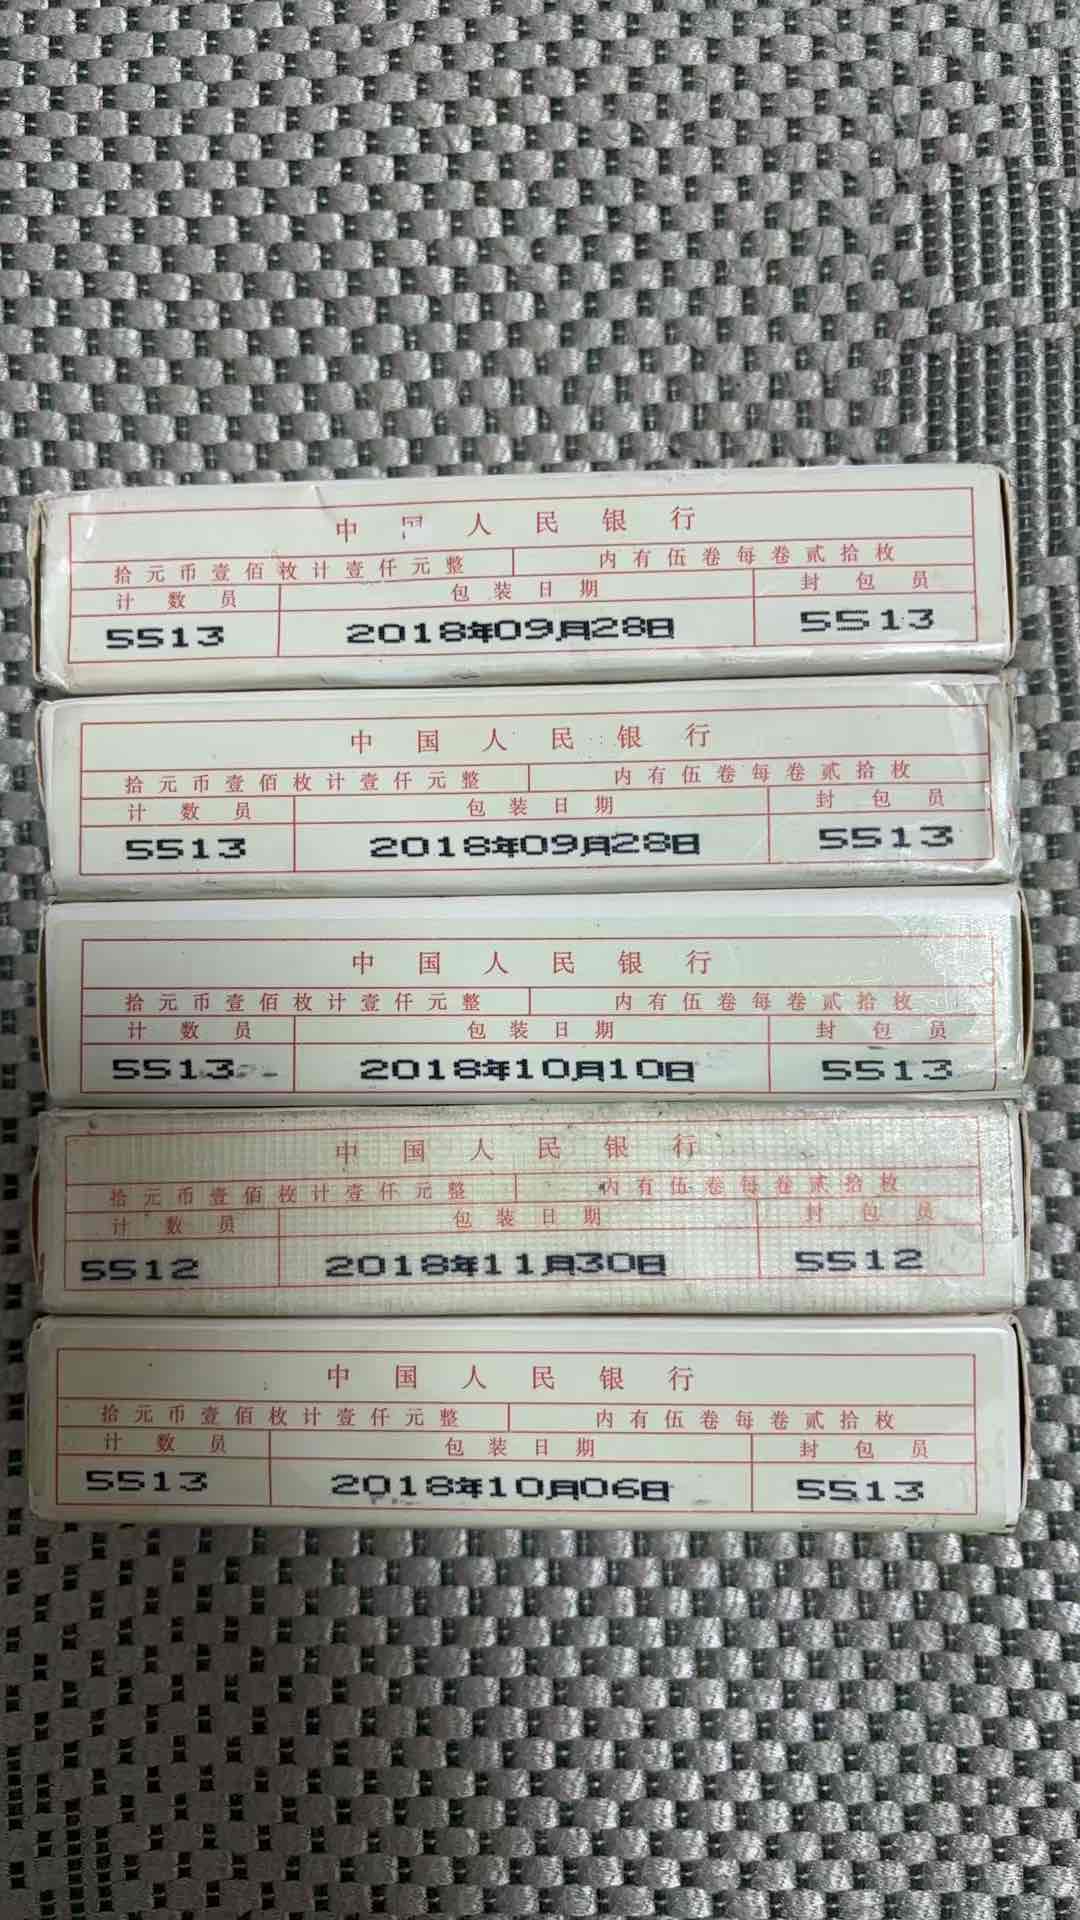 中国人民银行
拾元币壹佰枚计壹仟元整 内有伍卷每卷贰拾枚
计数员 包装日期 封包员
5513 2018年09月28日 5513
中国人民银行
拾元币壹佰枚计壹仟元整 内有伍卷每卷贰拾枚
计数员 包装日期 封包员
5513 2018年09月28日 5513
中国人民银行
拾元币壹佰枚计壹仟元整 内有伍卷每卷贰拾枚
计数员 包装日期 封包员
5513 2018年10月10日 5513
中国人民银行
拾元币壹佰枚计壹仟元整 内有伍卷每卷贰拾枚
计数员 包装日期 封包员
5512 2018年11月30日 5512
中国人民银行
拾元币壹佰枚计壹仟元整 内有伍卷每卷贰拾枚
计数员 包装日期 封包员
5513 2018年10月06日 5513